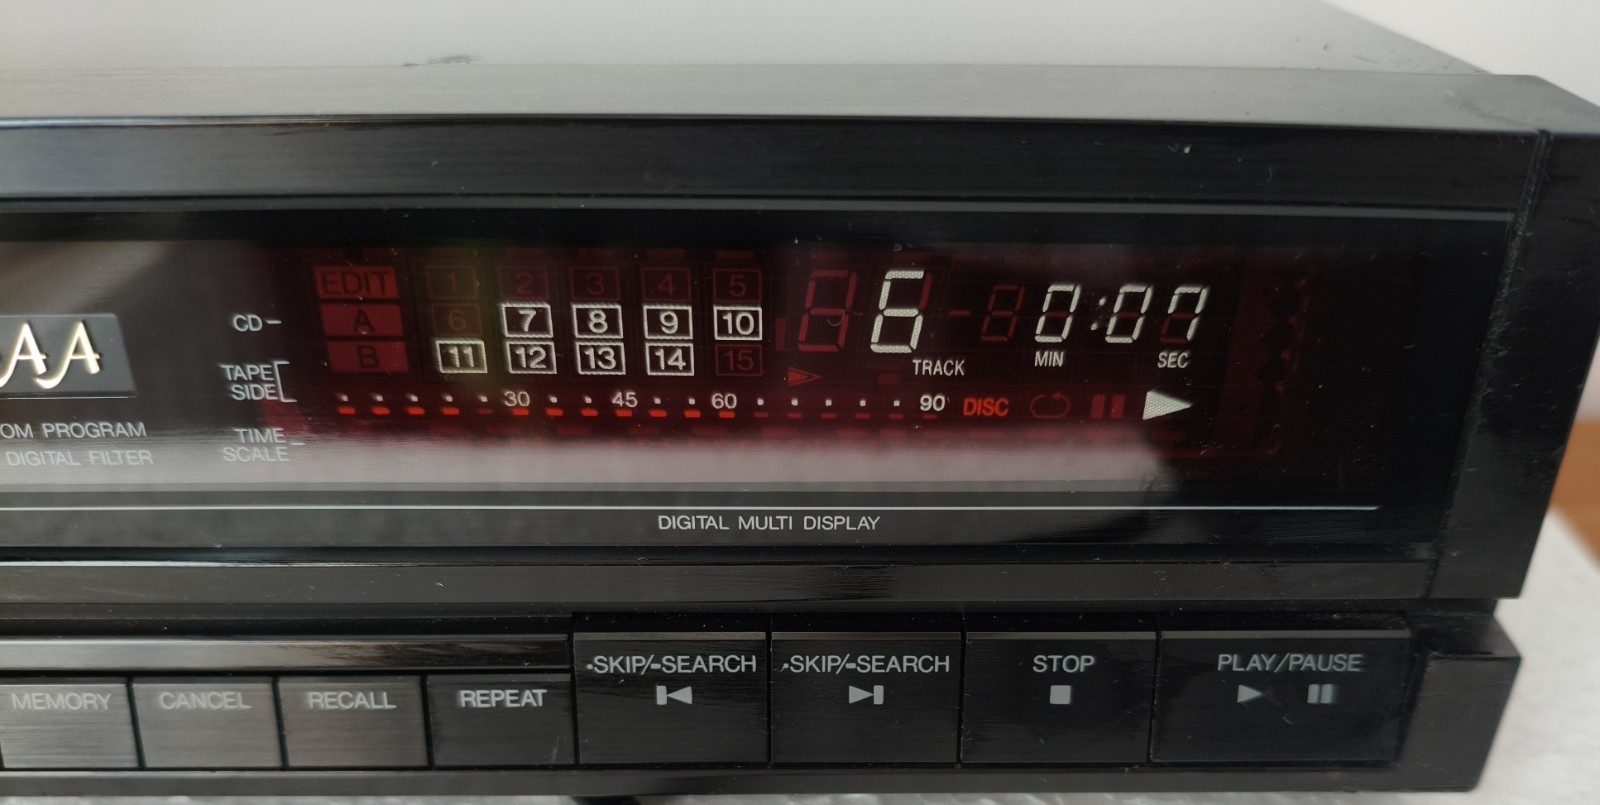 EDIT 1 2 3 4 5
CD A 6 7 8 9 10
TAPE SIDE B 11 12 13 14 15
6 TRACK 0:07 MIN SEC
30 45 60 90 DISC
TIME SCALE
AA
OM PROGRAM
DIGITAL FILTER
DIGITAL MULTI DISPLAY
MEMORY CANCEL RECALL REPEAT
SKIP/SEARCH SKIP/SEARCH STOP PLAY/PAUSE